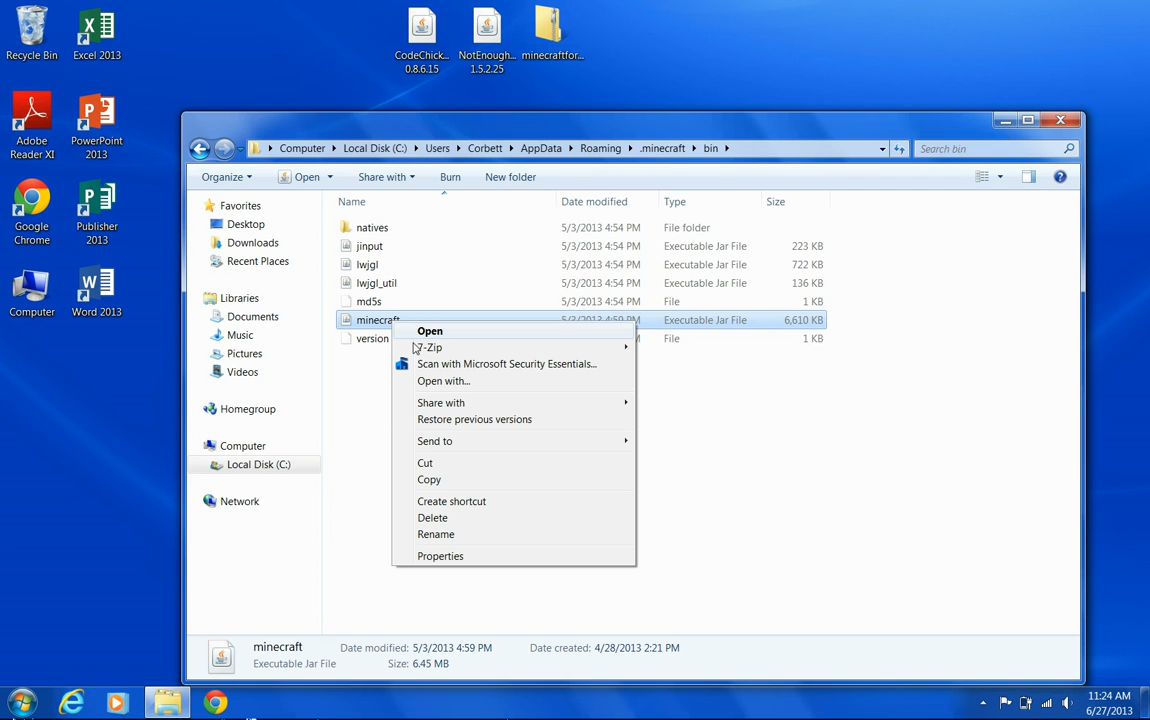 Recycle Bin
Excel 2013
Adobe
Reader XI
PowerPoint
2013
Google
Chrome
Publisher
2013
Computer
Word 2013
CodeChick...
0.8.6.15
NotEnough...
1.5.2.25
minecraftfor...
Computer Local Disk (C:) Users Corbett AppData Roaming .minecraft bin
Search bin
Organize Open Share with Burn New folder
Name Date modified Type Size
Favorites
Desktop
Downloads
Recent Places
Libraries
Documents
Music
Pictures
Videos
Homegroup
Computer
Local Disk (C:)
Network
natives 5/3/2013 4:54 PM File folder
jinput 5/3/2013 4:54 PM Executable Jar File 223 KB
lwjgl 5/3/2013 4:54 PM Executable Jar File 722 KB
lwjgl_util 5/3/2013 4:54 PM Executable Jar File 136 KB
md5s 5/3/2013 4:54 PM File 1 KB
minecraft 5/3/2013 4:59 PM Executable Jar File 6,610 KB
version File 1 KB
Open
7-Zip
Scan with Microsoft Security Essentials...
Open with...
Share with
Restore previous versions
Send to
Cut
Copy
Create shortcut
Delete
Rename
Properties
minecraft Date modified: 5/3/2013 4:59 PM Date created: 4/28/2013 2:21 PM
Executable Jar File Size: 6.45 MB
11:24 AM
6/27/2013